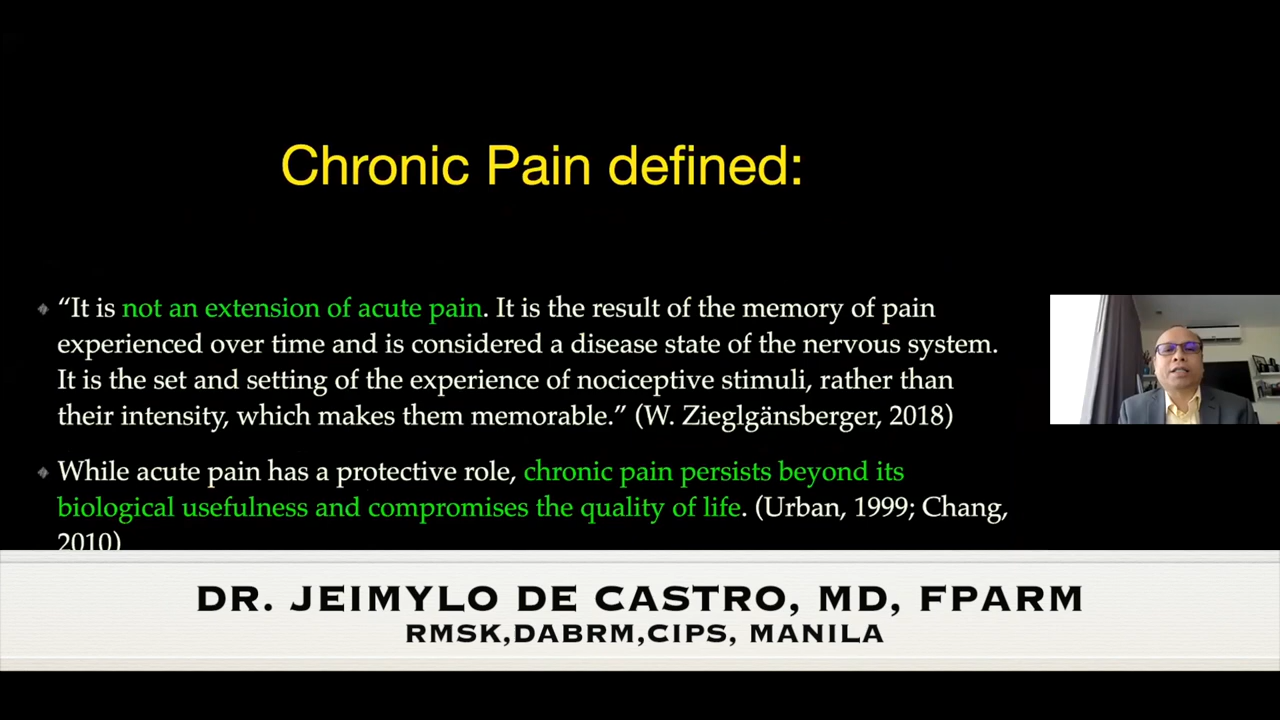 Chronic Pain defined:
“It is not an extension of acute pain. It is the result of the memory of pain
experienced over time and is considered a disease state of the nervous system.
It is the set and setting of the experience of nociceptive stimuli, rather than
their intensity, which makes them memorable.” (W. Zieglgänsberger, 2018)
While acute pain has a protective role, chronic pain persists beyond its
biological usefulness and compromises the quality of life. (Urban, 1999; Chang,
2010)
DR. JEIMYLO DE CASTRO, MD, FPARM
RMSK,DABRM,CIPS, MANILA